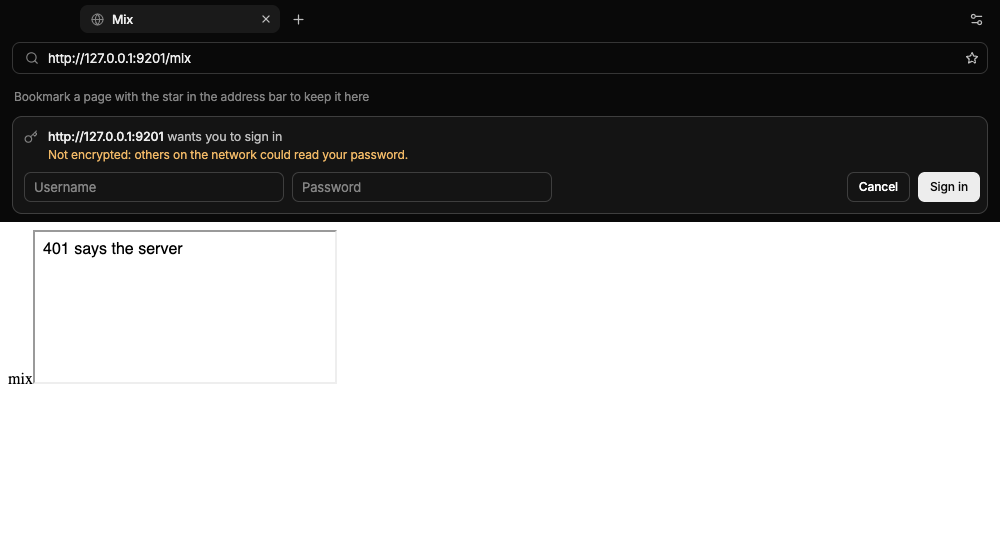 Mix
http://127.0.0.1:9201/mix
Bookmark a page with the star in the address bar to keep it here
http://127.0.0.1:9201 wants you to sign in
Not encrypted: others on the network could read your password.
Username
Password
Cancel
Sign in
401 says the server
mix